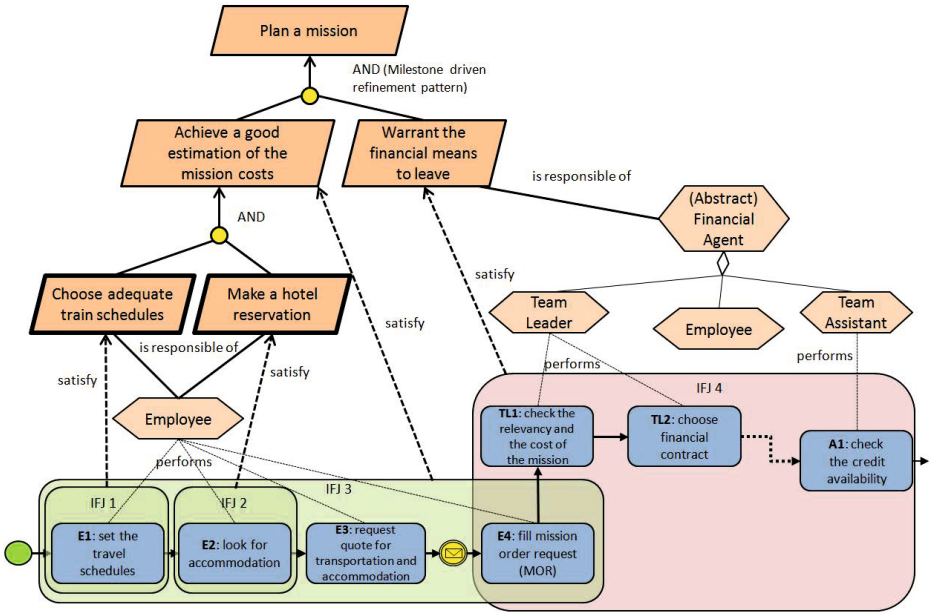 Plan a mission
AND (Milestone driven
refinement pattern)
Achieve a good
estimation of the
mission costs
Warrant the
financial means
to leave
is responsible of
(Abstract)
Financial
Agent
AND
satisfy
Choose adequate
train schedules
Make a hotel
reservation
Team
Leader
Employee
Team
Assistant
satisfy
is responsible of
satisfy
satisfy
performs
performs
Employee
IFJ 4
performs
TL1: check the
relevancy and
the cost of
the mission
TL2: choose
financial
contract
A1: check
the credit
availability
IFJ 1
IFJ 2
IFJ 3
E1: set the
travel
schedules
E2: look for
accommodation
E3: request
quote for
transportation and
accommodation
E4: fill mission
order request
(MOR)